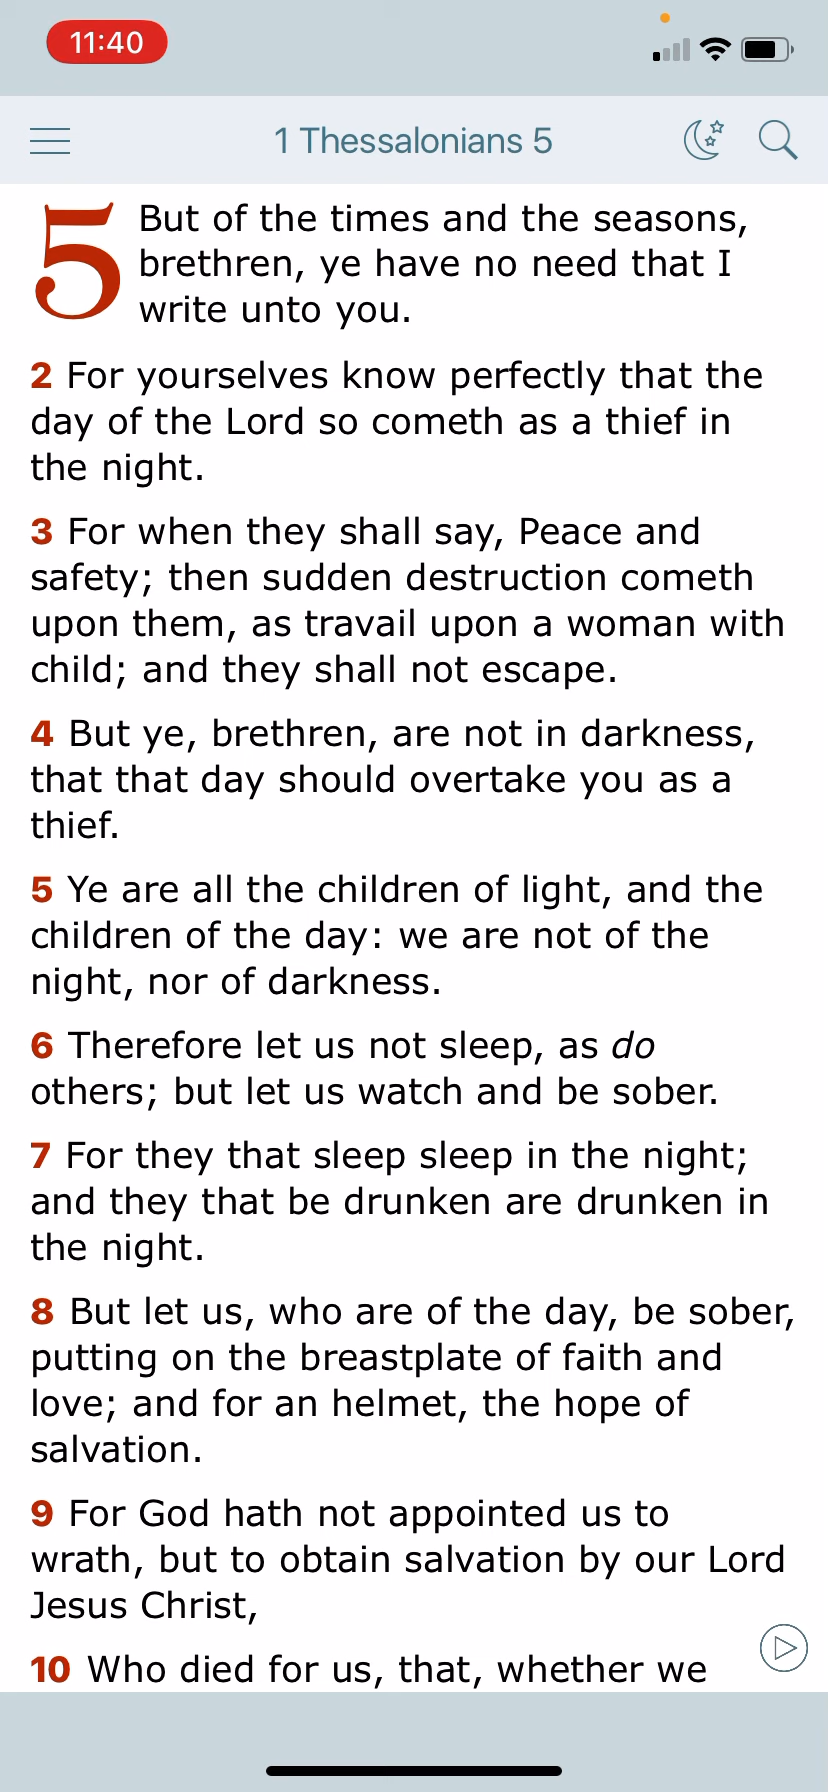 11:40
1 Thessalonians 5
5 But of the times and the seasons,
brethren, ye have no need that I
write unto you.
2 For yourselves know perfectly that the
day of the Lord so cometh as a thief in
the night.
3 For when they shall say, Peace and
safety; then sudden destruction cometh
upon them, as travail upon a woman with
child; and they shall not escape.
4 But ye, brethren, are not in darkness,
that that day should overtake you as a
thief.
5 Ye are all the children of light, and the
children of the day: we are not of the
night, nor of darkness.
6 Therefore let us not sleep, as do
others; but let us watch and be sober.
7 For they that sleep sleep in the night;
and they that be drunken are drunken in
the night.
8 But let us, who are of the day, be sober,
putting on the breastplate of faith and
love; and for an helmet, the hope of
salvation.
9 For God hath not appointed us to
wrath, but to obtain salvation by our Lord
Jesus Christ,
10 Who died for us, that, whether we